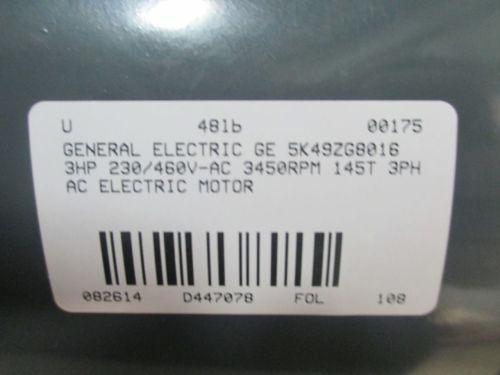 U 48lb 00175
GENERAL ELECTRIC GE 5K49ZG8016
3HP 230/460V-AC 3450RPM 145T 3PH
AC ELECTRIC MOTOR
082614 D447078 FOL 108